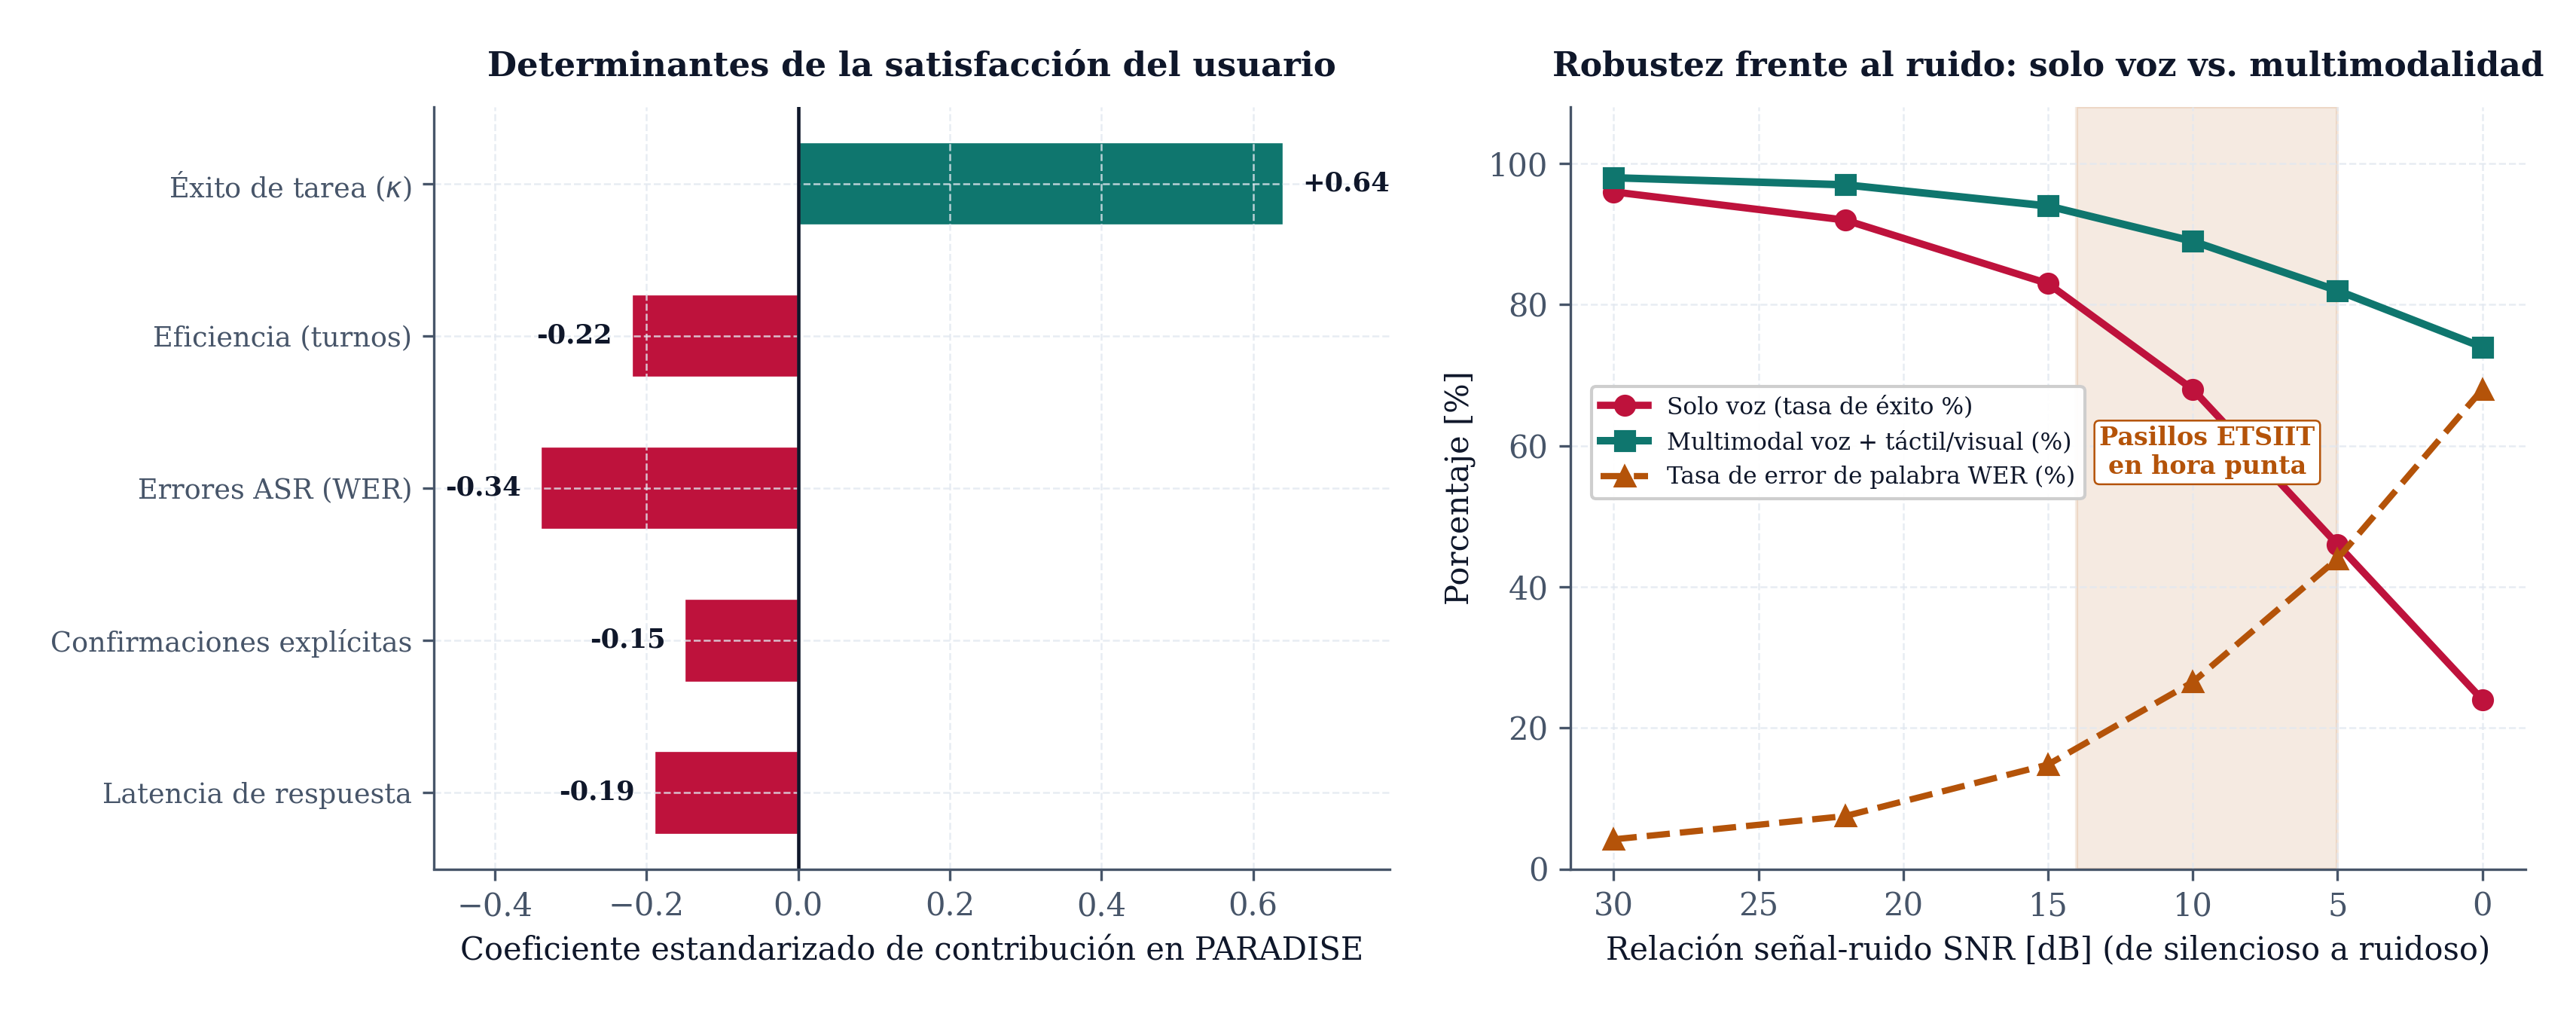 Determinantes de la satisfacción del usuario
Éxito de tarea (κ)
Eficiencia (turnos)
Errores ASR (WER)
Confirmaciones explícitas
Latencia de respuesta
+0.64
-0.22
-0.34
-0.15
-0.19
−0.4
−0.2
0.0
0.2
0.4
0.6
Coeficiente estandarizado de contribución en PARADISE
Robustez frente al ruido: solo voz vs. multimodalidad
Porcentaje [%]
100
80
60
40
20
0
Solo voz (tasa de éxito %)
Multimodal voz + táctil/visual (%)
Tasa de error de palabra WER (%)
Pasillos ETSIIT
en hora punta
30
25
20
15
10
5
0
Relación señal-ruido SNR [dB] (de silencioso a ruidoso)